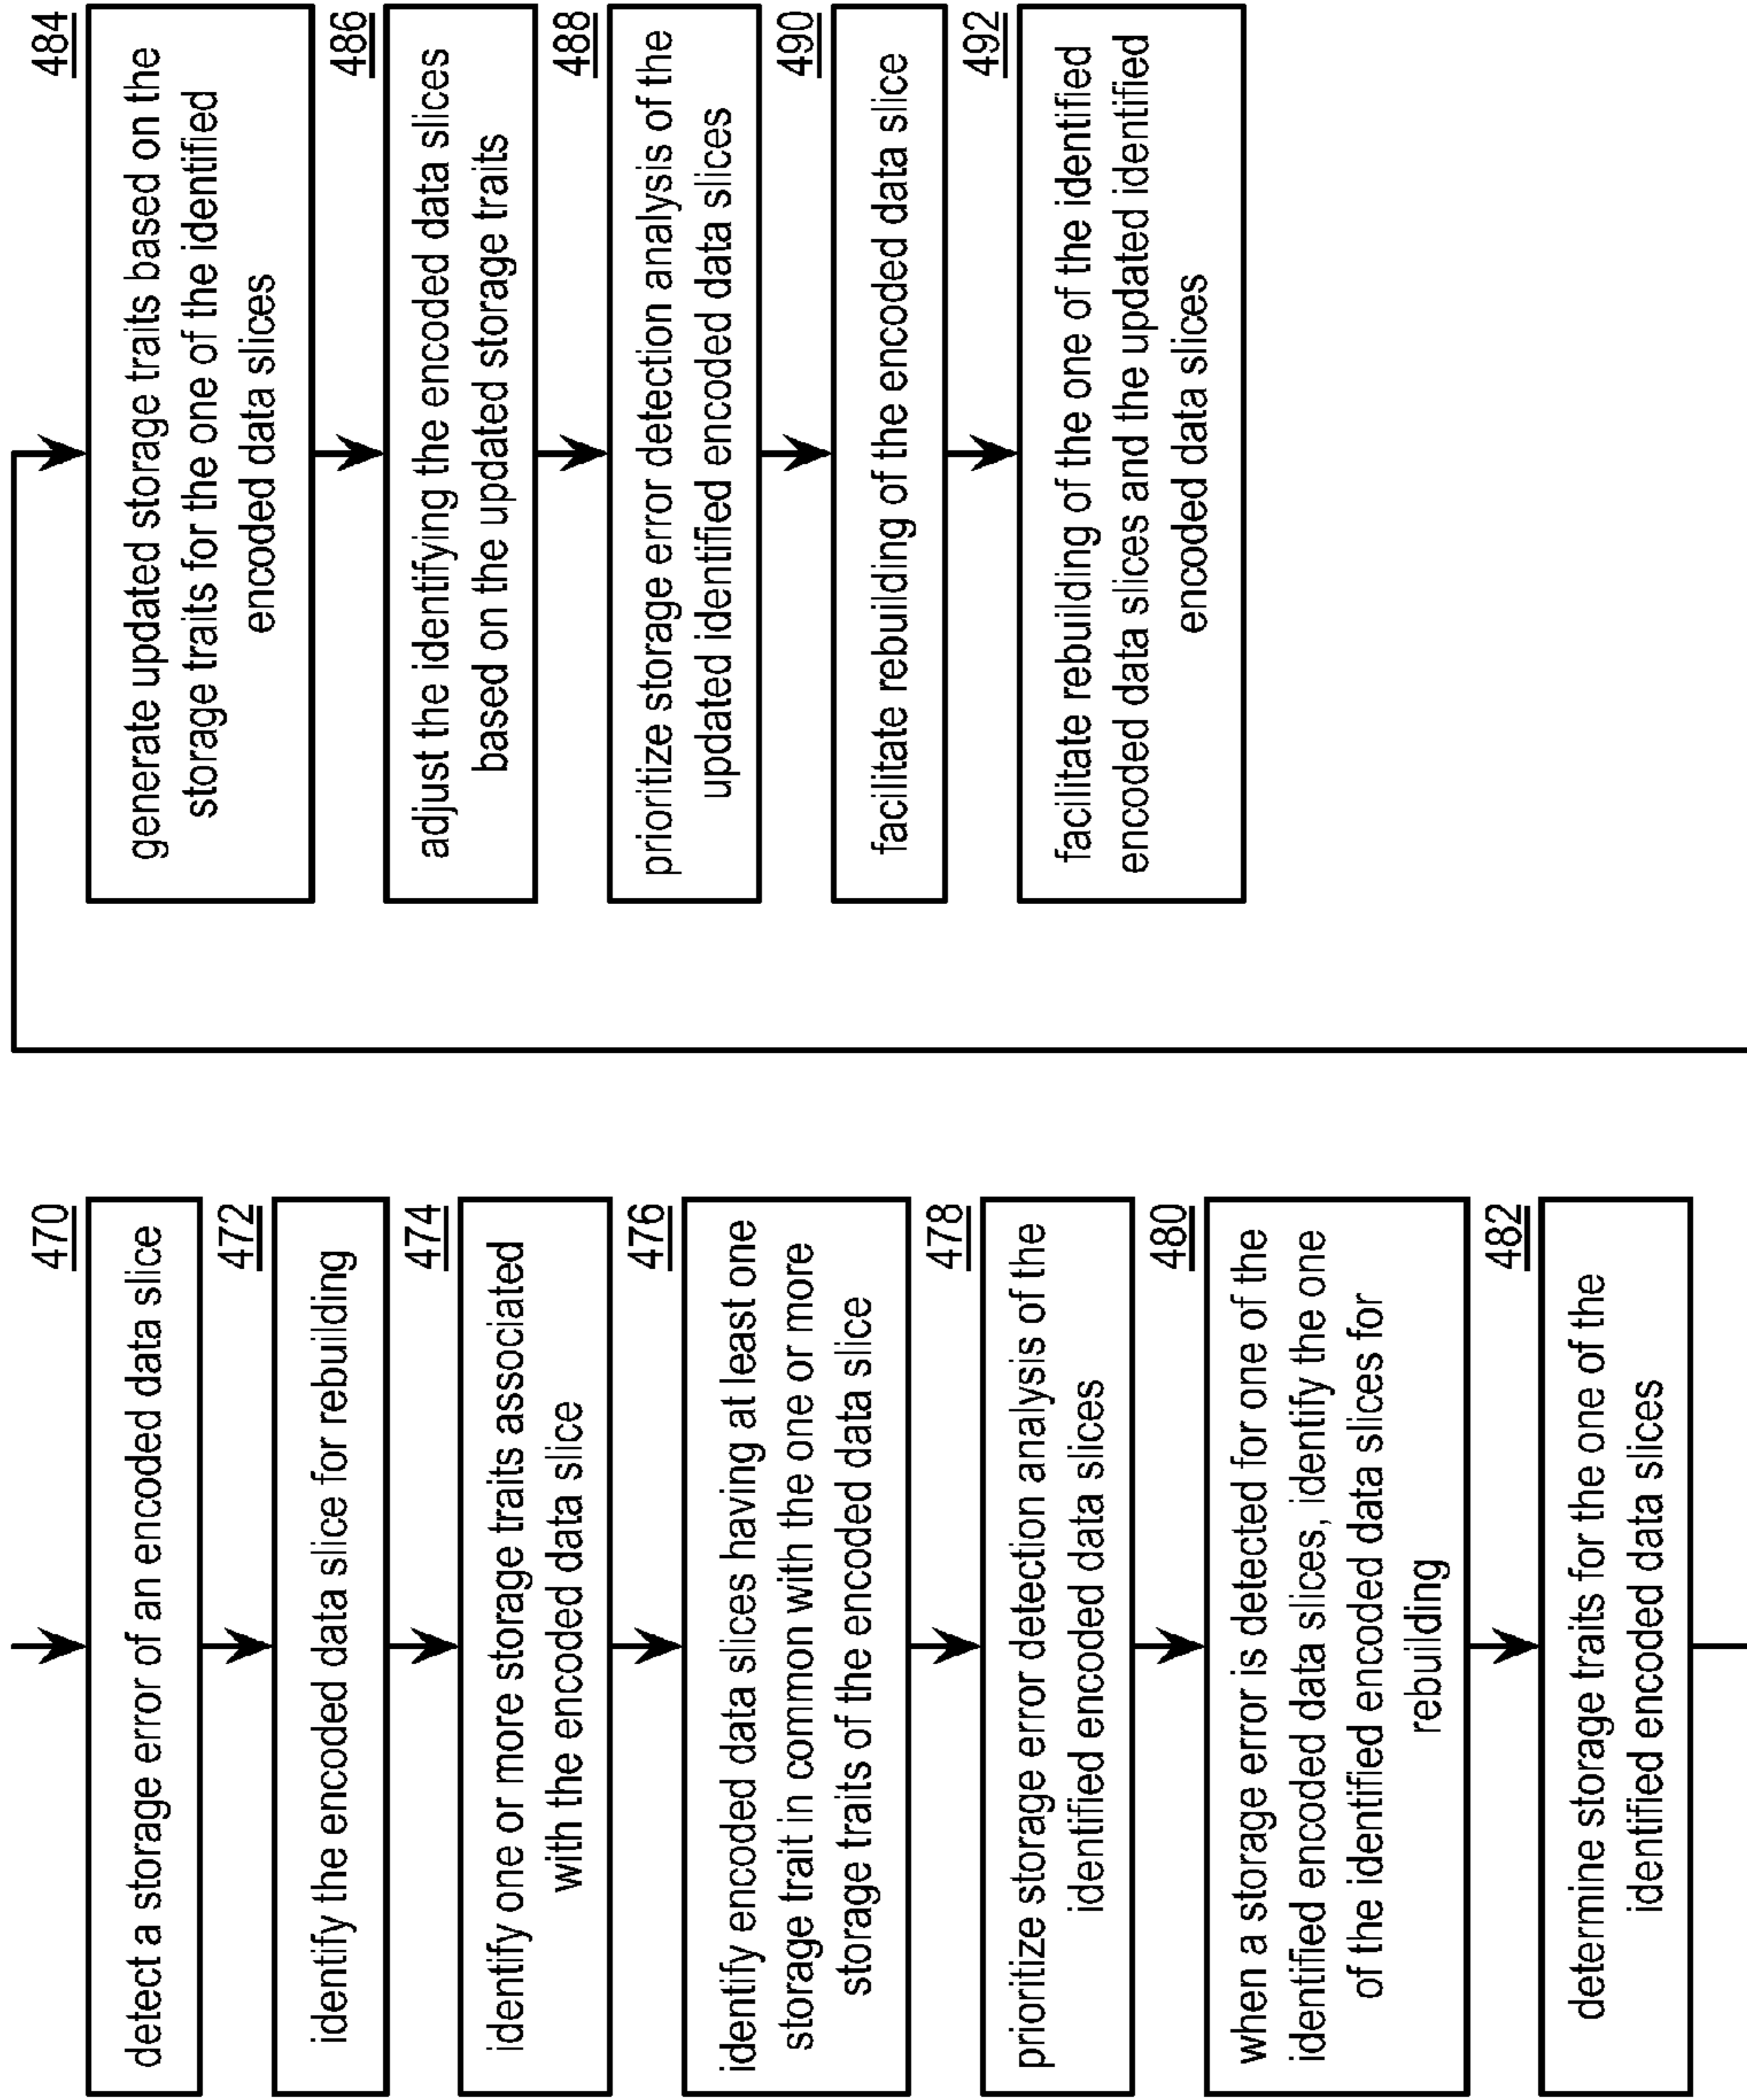 470
detect a storage error of an encoded data slice
472
identify the encoded data slice for rebuilding
474
identify one or more storage traits associated
with the encoded data slice
476
identify encoded data slices having at least one
storage trait in common with the one or more
storage traits of the encoded data slice
478
prioritize storage error detection analysis of the
identified encoded data slices
480
when a storage error is detected for one of the
identified encoded data slices, identify the one
of the identified encoded data slices for
rebuilding
482
determine storage traits for the one of the
identified encoded data slices
484
generate updated storage traits based on the
storage traits for the one of the identified
encoded data slices
486
adjust the identifying the encoded data slices
based on the updated storage traits
488
prioritize storage error detection analysis of the
updated identified encoded data slices
490
facilitate rebuilding of the encoded data slice
492
facilitate rebuilding of the one of the identified
encoded data slices and the updated identified
encoded data slices